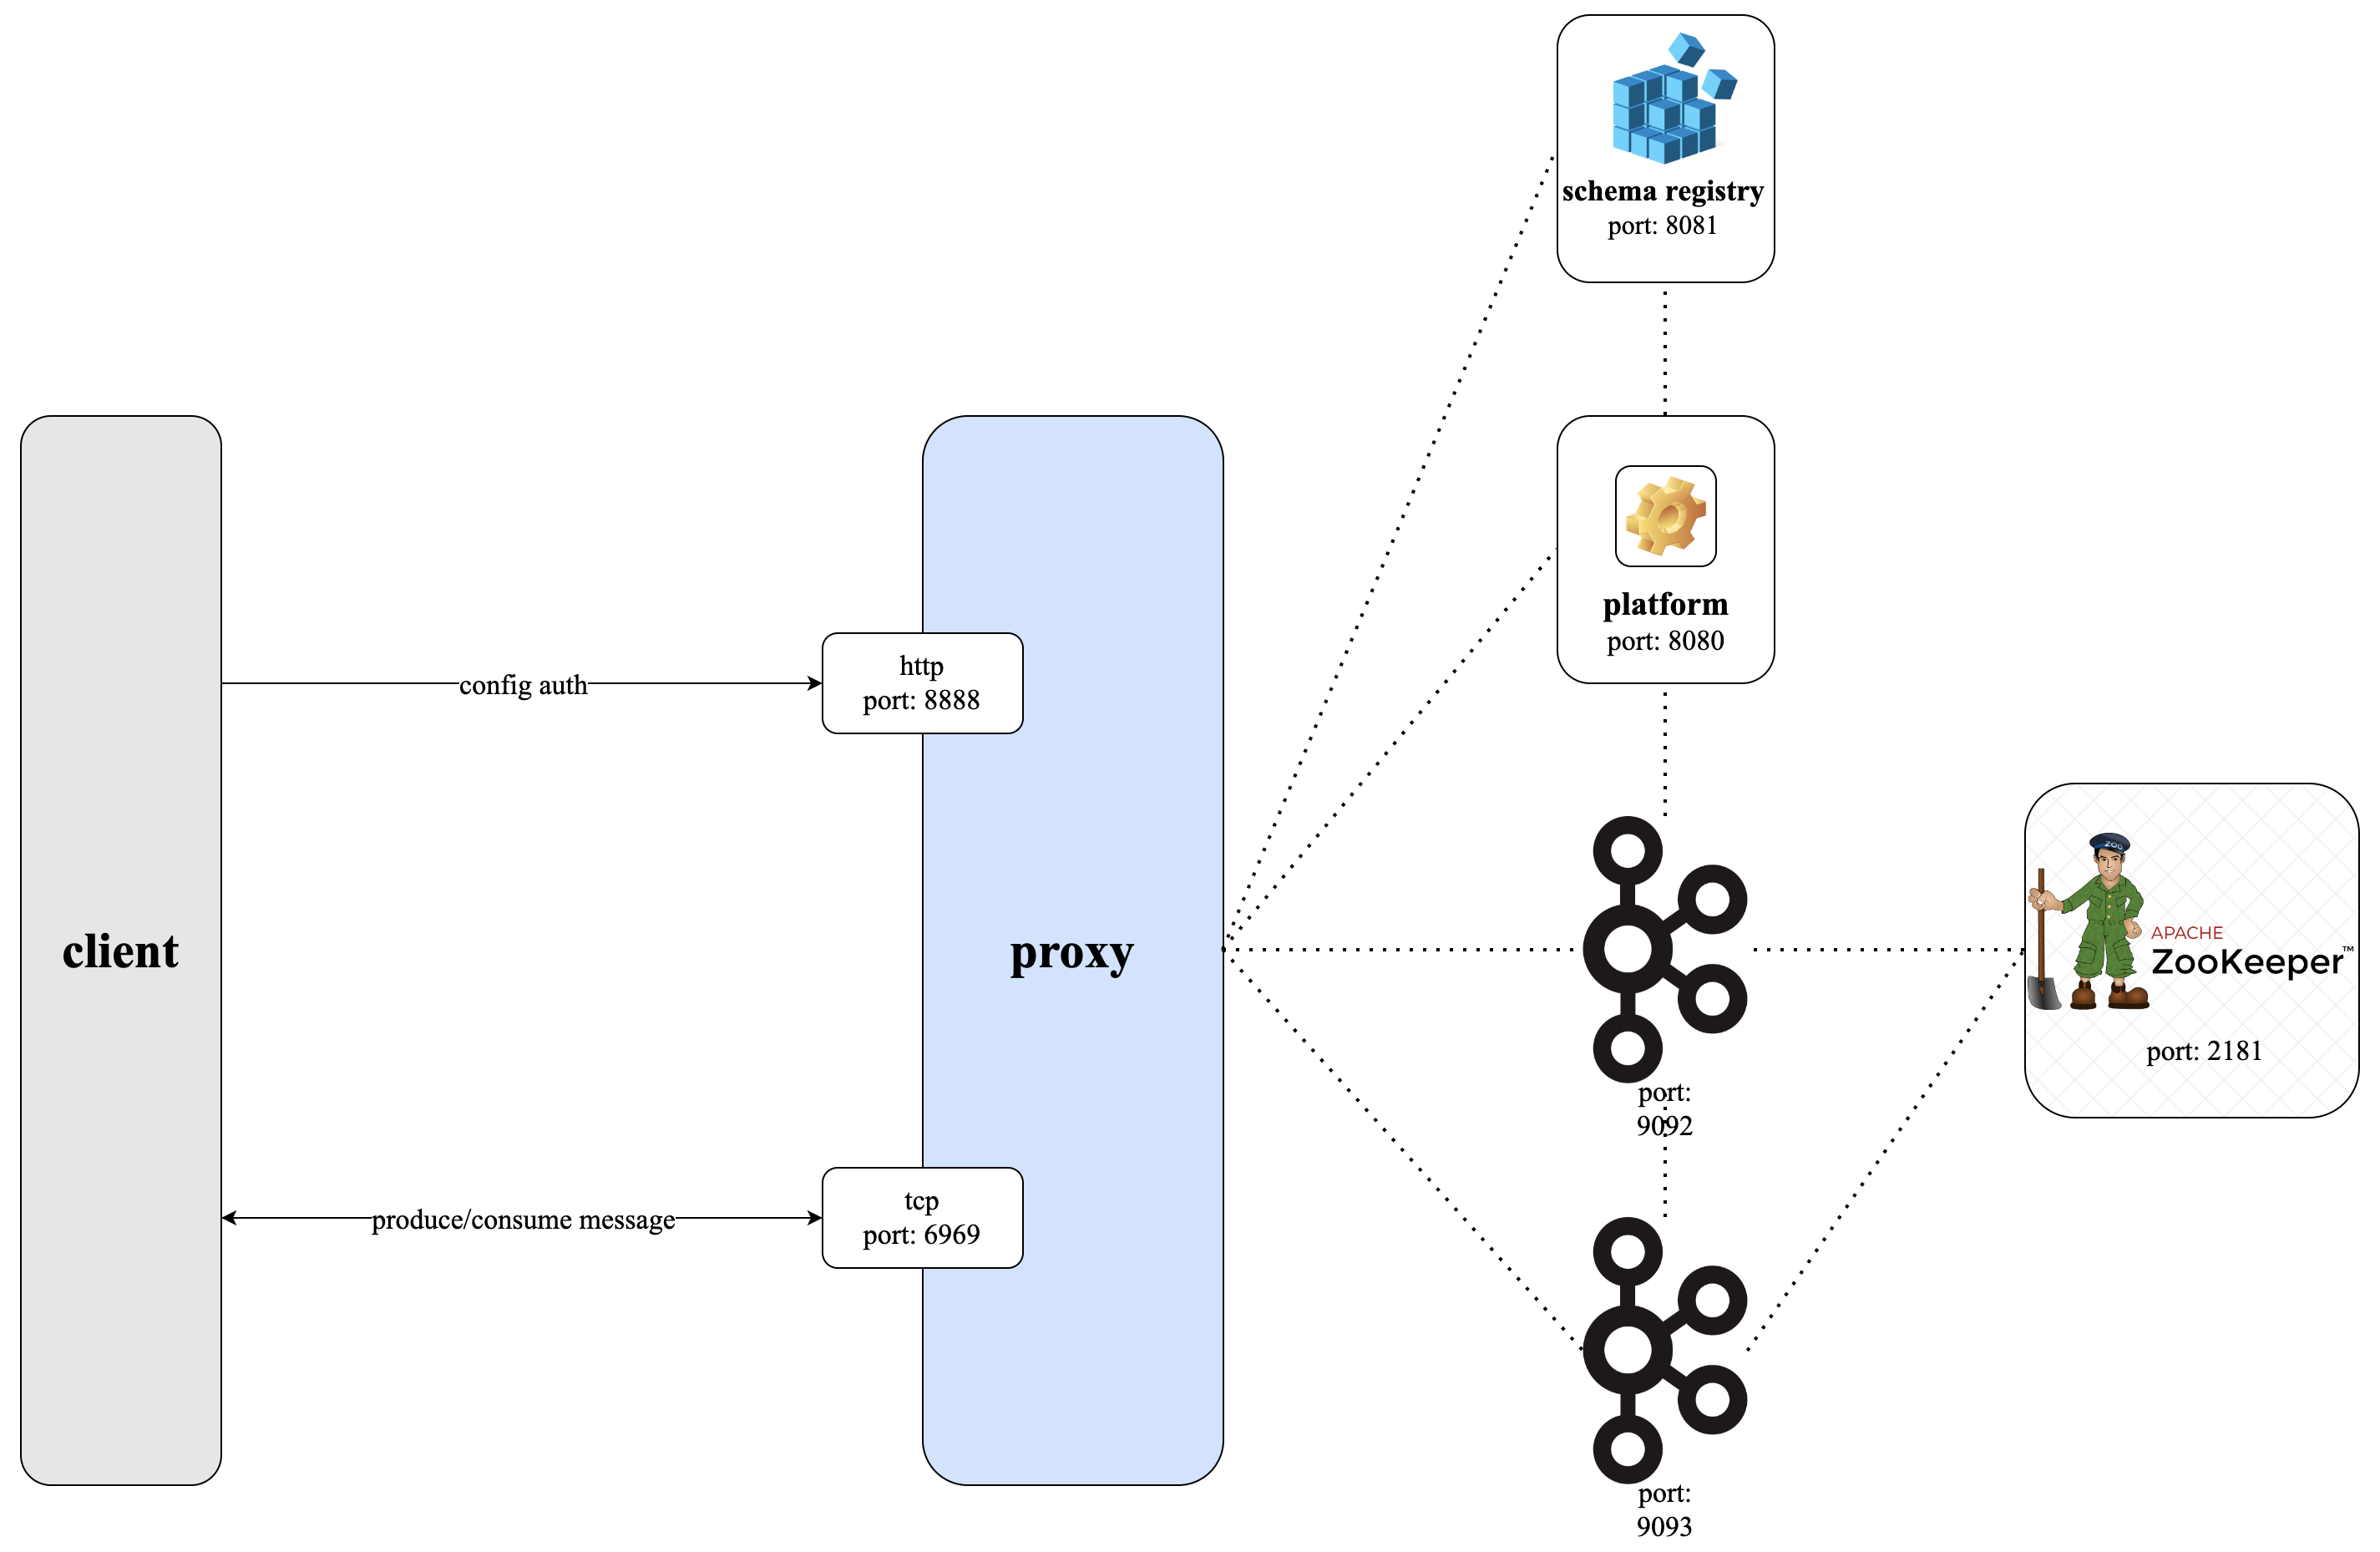 schema registry
port: 8081
platform
port: 8080
client
config auth
http
port: 8888
proxy
produce/consume message
tcp
port: 6969
port:
9092
port:
9093
ZOO
APACHE
ZooKeeper™
port: 2181